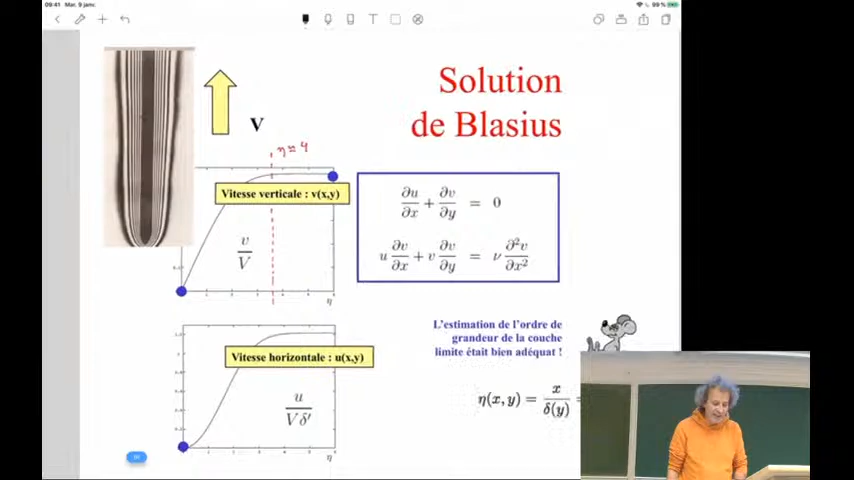 09:41 Mar. 9 janv.
99 %
Solution
de Blasius
V
η ≈ 4
Vitesse verticale : v(x,y)
v/V
η
∂u/∂x + ∂v/∂y = 0
u ∂v/∂x + v ∂v/∂y = ν ∂²v/∂x²
L'estimation de l'ordre de
grandeur de la couche
limite était bien adéquat !
Vitesse horizontale : u(x,y)
u/Vδ'
η
η(x, y) = x/δ(y) =